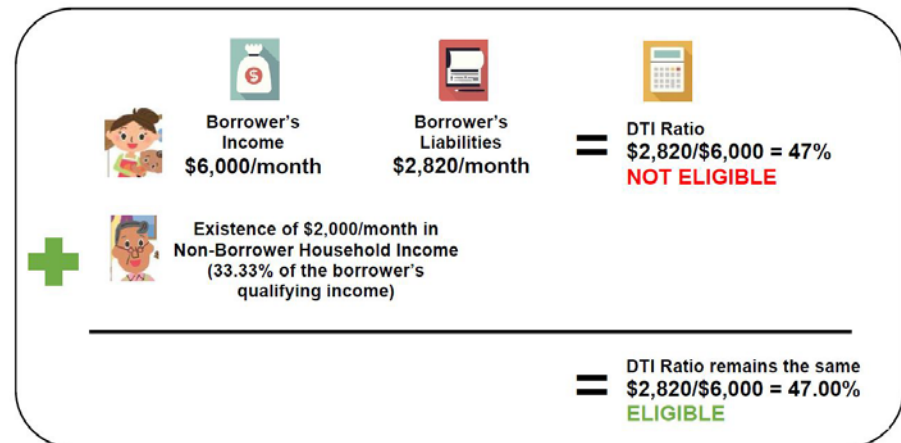 Borrower's
Income
$6,000/month
Borrower's
Liabilities
$2,820/month
=
DTI Ratio
$2,820/$6,000 = 47%
NOT ELIGIBLE
Existence of $2,000/month in
Non-Borrower Household Income
(33.33% of the borrower's
qualifying income)
=
DTI Ratio remains the same
$2,820/$6,000 = 47.00%
ELIGIBLE